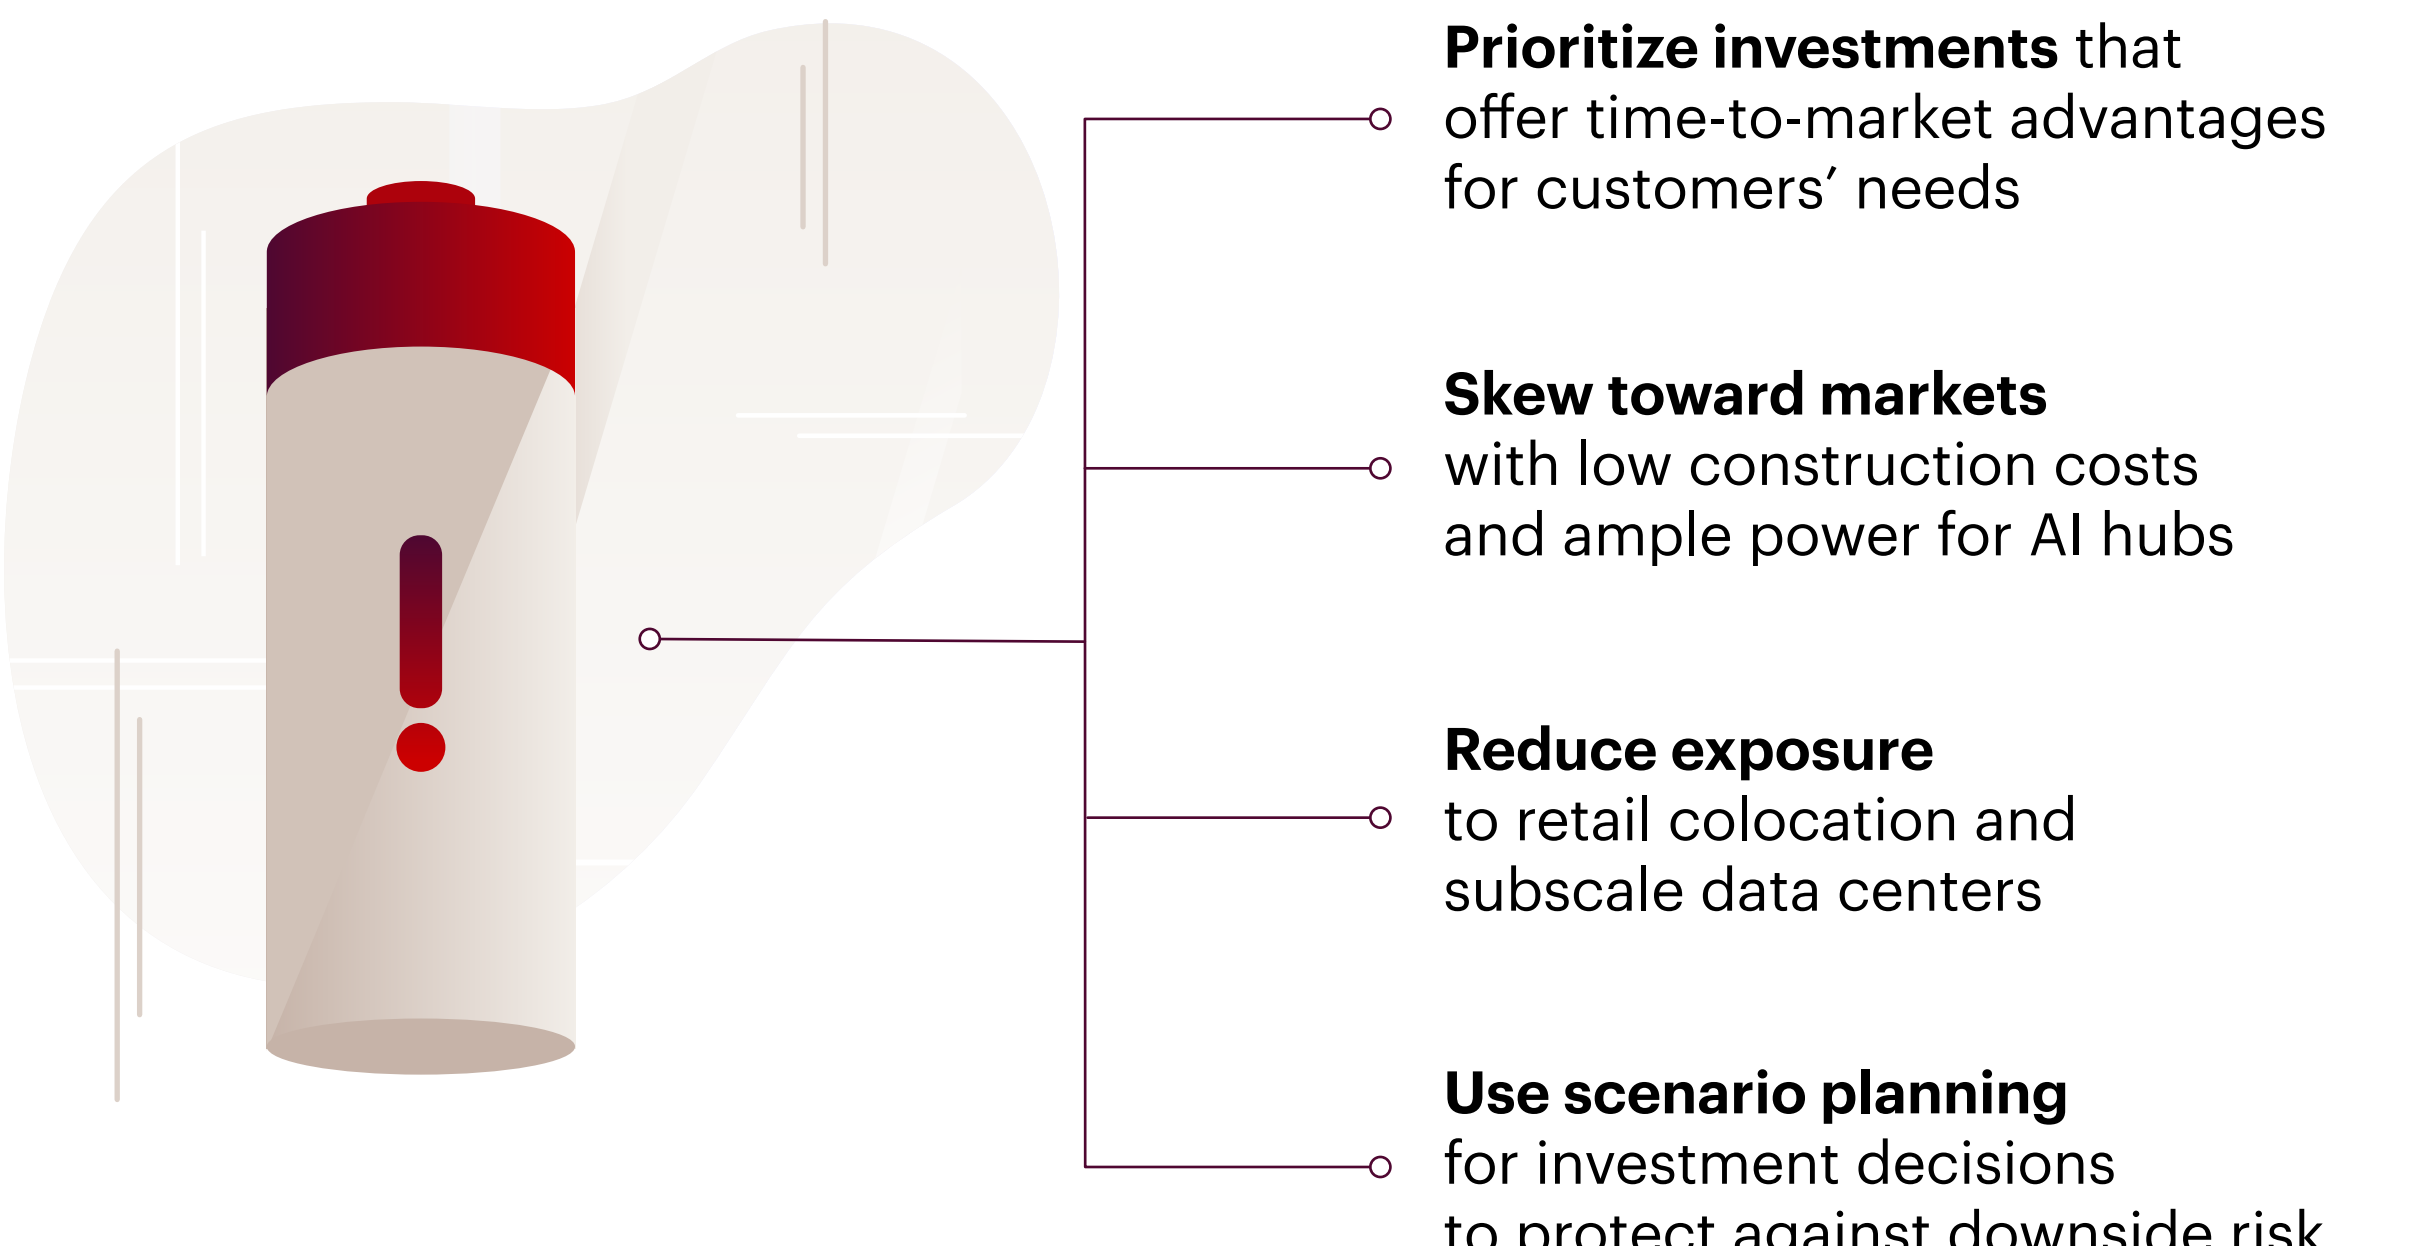 Prioritize investments that
offer time-to-market advantages
for customers’ needs
Skew toward markets
with low construction costs
and ample power for AI hubs
Reduce exposure
to retail colocation and
subscale data centers
Use scenario planning
for investment decisions
to protect against downside risk